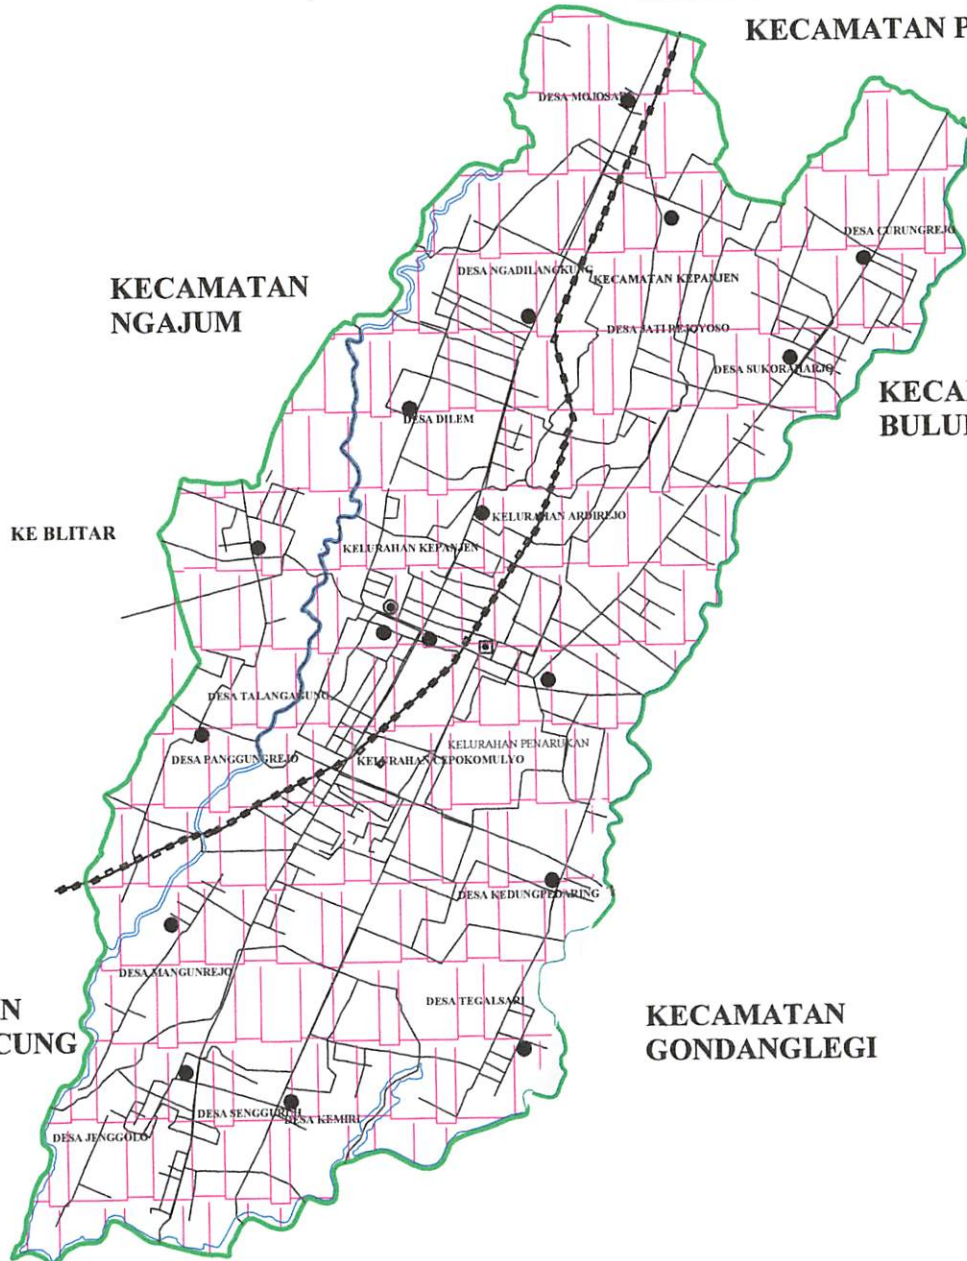 KECAMATAN P
DESA MOJOSA
DESA CURUNGREJO
DESA NGADILANGKUNG
KECAMATAN KEPANJEN
KECAMATAN
NGAJUM
DESA JATI REJOYOSO
DESA SUKORAHARJO
KECA
BULU
DESA DILEM
KELURAHAN ARDIREJO
KE BLITAR
KELURAHAN KEPANJEN
DESA TALANGAGUNG
KELURAHAN PENARUKAN
DESA PANGGUNGREJO
KELURAHAN CEPOKOMULYO
DESA KEDUNGPEDARING
DESA MANGUNREJO
DESA TEGALSARI
N
CUNG
KECAMATAN
GONDANGLEGI
DESA SENGGURUH
DESA KEMIRI
DESA JENGGOLO